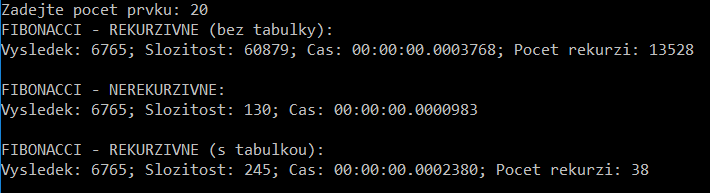 Zadejte pocet prvku: 20
FIBONACCI - REKURZIVNE (bez tabulky):
Vysledek: 6765; Slozitost: 60879; Cas: 00:00:00.0003768; Pocet rekurzi: 13528
FIBONACCI - NEREKURZIVNE:
Vysledek: 6765; Slozitost: 130; Cas: 00:00:00.0000983
FIBONACCI - REKURZIVNE (s tabulkou):
Vysledek: 6765; Slozitost: 245; Cas: 00:00:00.0002380; Pocet rekurzi: 38